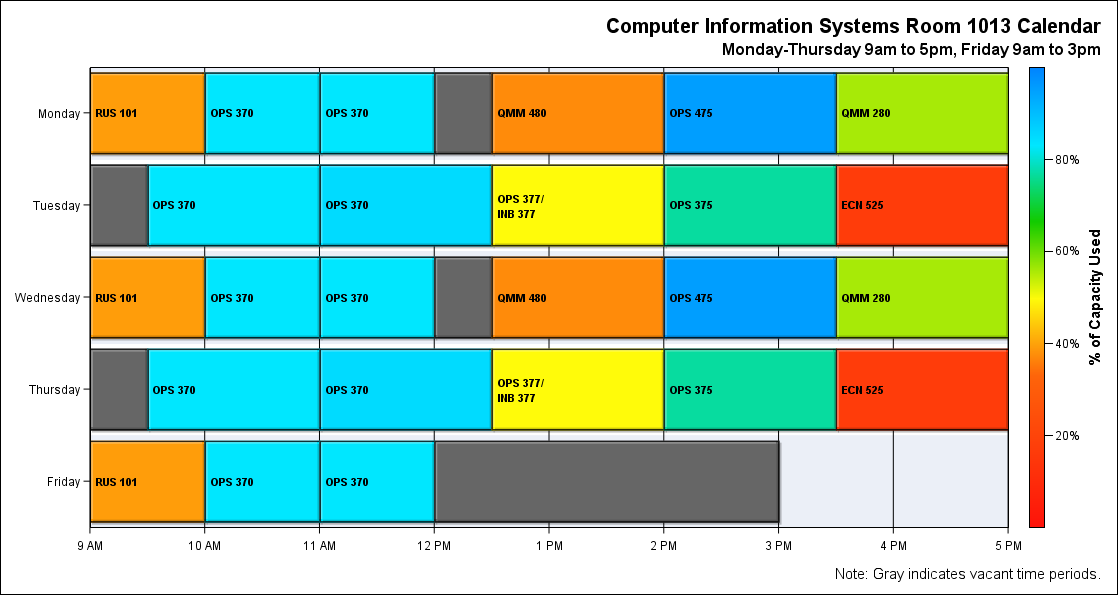 Computer Information Systems Room 1013 Calendar
Monday-Thursday 9am to 5pm, Friday 9am to 3pm
Monday
RUS 101
OPS 370
OPS 370
QMM 480
OPS 475
QMM 280
Tuesday
OPS 370
OPS 370
OPS 377/
INB 377
OPS 375
ECN 525
Wednesday
RUS 101
OPS 370
OPS 370
QMM 480
OPS 475
QMM 280
Thursday
OPS 370
OPS 370
OPS 377/
INB 377
OPS 375
ECN 525
Friday
RUS 101
OPS 370
OPS 370
9 AM
10 AM
11 AM
12 PM
1 PM
2 PM
3 PM
4 PM
5 PM
80%
60%
40%
20%
% of Capacity Used
Note: Gray indicates vacant time periods.